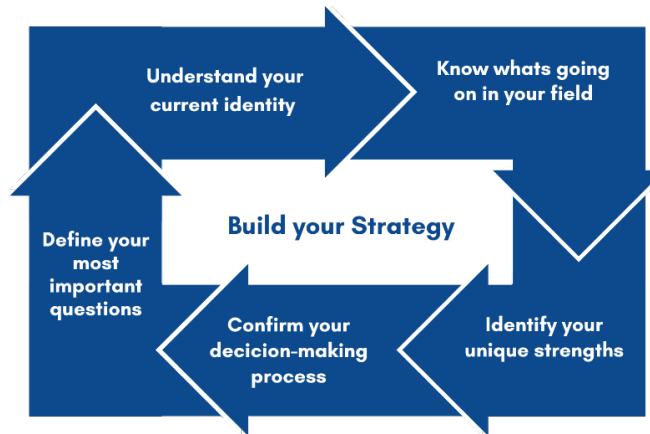 Understand your
current identity
Know whats going
on in your field
Build your Strategy
Define your
most
important
questions
Confirm your
decicion-making
process
Identify your
unique strengths